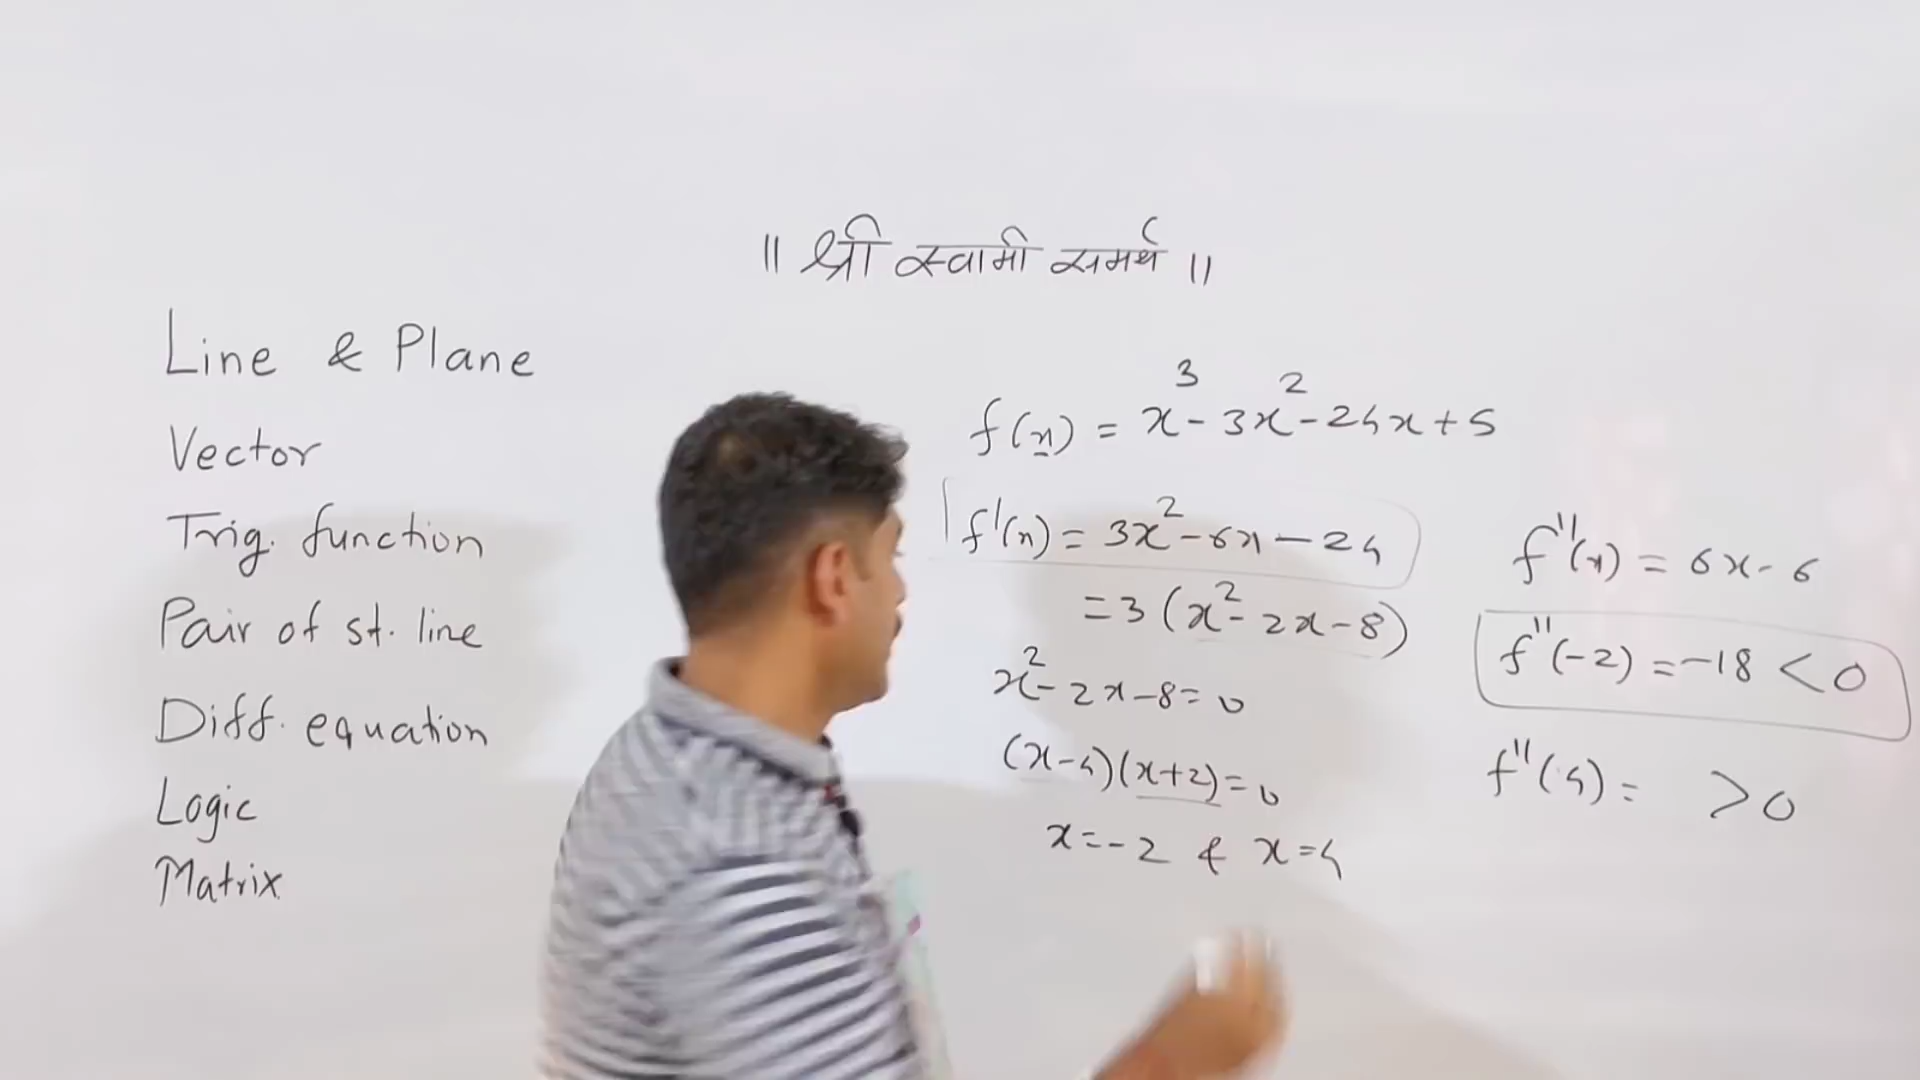 ॥ श्री स्वामी समर्थ ॥
Line & Plane
Vector
Trig. function
Pair of st. line
Diff. equation
Logic
Matrix
f(x) = x³ - 3x² - 24x + 5
f'(x) = 3x² - 6x - 24
= 3 (x² - 2x - 8)
x² - 2x - 8 = 0
(x-4)(x+2) = 0
x = -2 & x = 4
f''(x) = 6x - 6
f''(-2) = -18 < 0
f''(4) = > 0